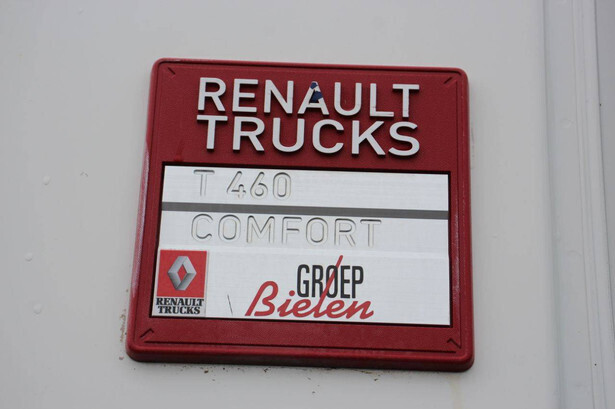 RENAULT
TRUCKS
T 460
COMFORT
RENAULT
TRUCKS
GROEP
Bielen